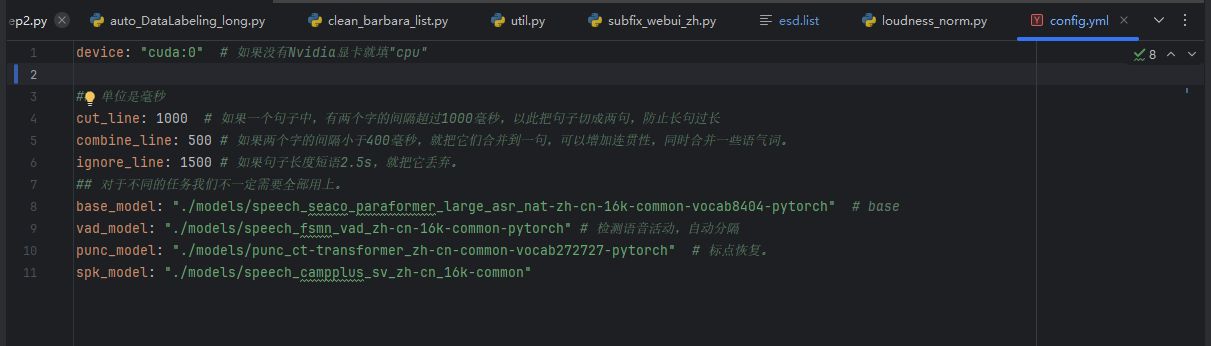 ep2.py
auto_DataLabeling_long.py
clean_barbara_list.py
util.py
subfix_webui_zh.py
esd.list
loudness_norm.py
config.yml
8
1 device: "cuda:0"  # 如果没有Nvidia显卡就填"cpu"
2
3 # 单位是毫秒
4 cut_line: 1000  # 如果一个句子中，有两个字的间隔超过1000毫秒，以此把句子切成两句，防止长句过长
5 combine_line: 500 # 如果两个字的间隔小于400毫秒，就把它们合并到一句，可以增加连贯性，同时合并一些语气词。
6 ignore_line: 1500 # 如果句子长度短语2.5s，就把它丢弃。
7 ## 对于不同的任务我们不一定需要全部用上。
8 base_model: "./models/speech_seaco_paraformer_large_asr_nat-zh-cn-16k-common-vocab8404-pytorch"  # base
9 vad_model: "./models/speech_fsmn_vad_zh-cn-16k-common-pytorch" # 检测语音活动，自动分隔
10 punc_model: "./models/punc_ct-transformer_zh-cn-common-vocab272727-pytorch"  # 标点恢复。
11 spk_model: "./models/speech_campplus_sv_zh-cn_16k-common"